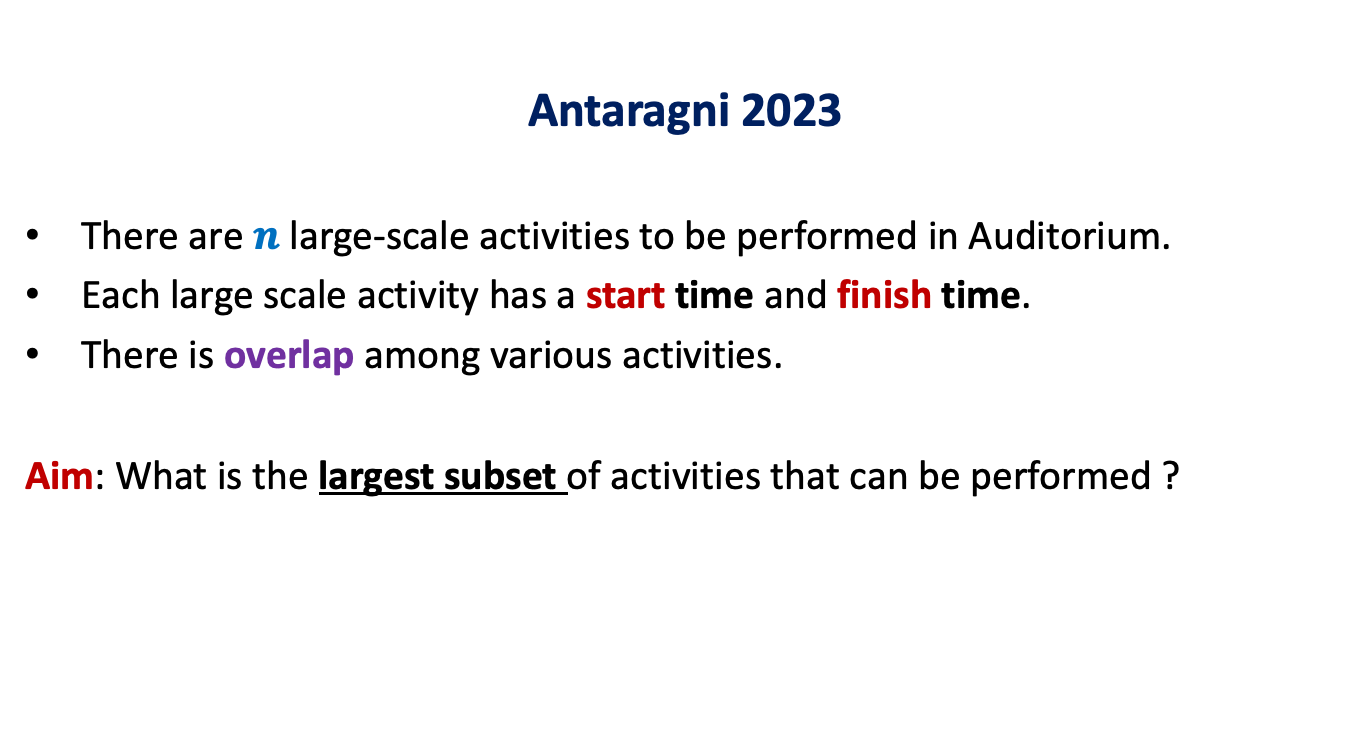 Antaragni 2023
• There are n large-scale activities to be performed in Auditorium.
• Each large scale activity has a start time and finish time.
• There is overlap among various activities.
Aim: What is the largest subset of activities that can be performed ?